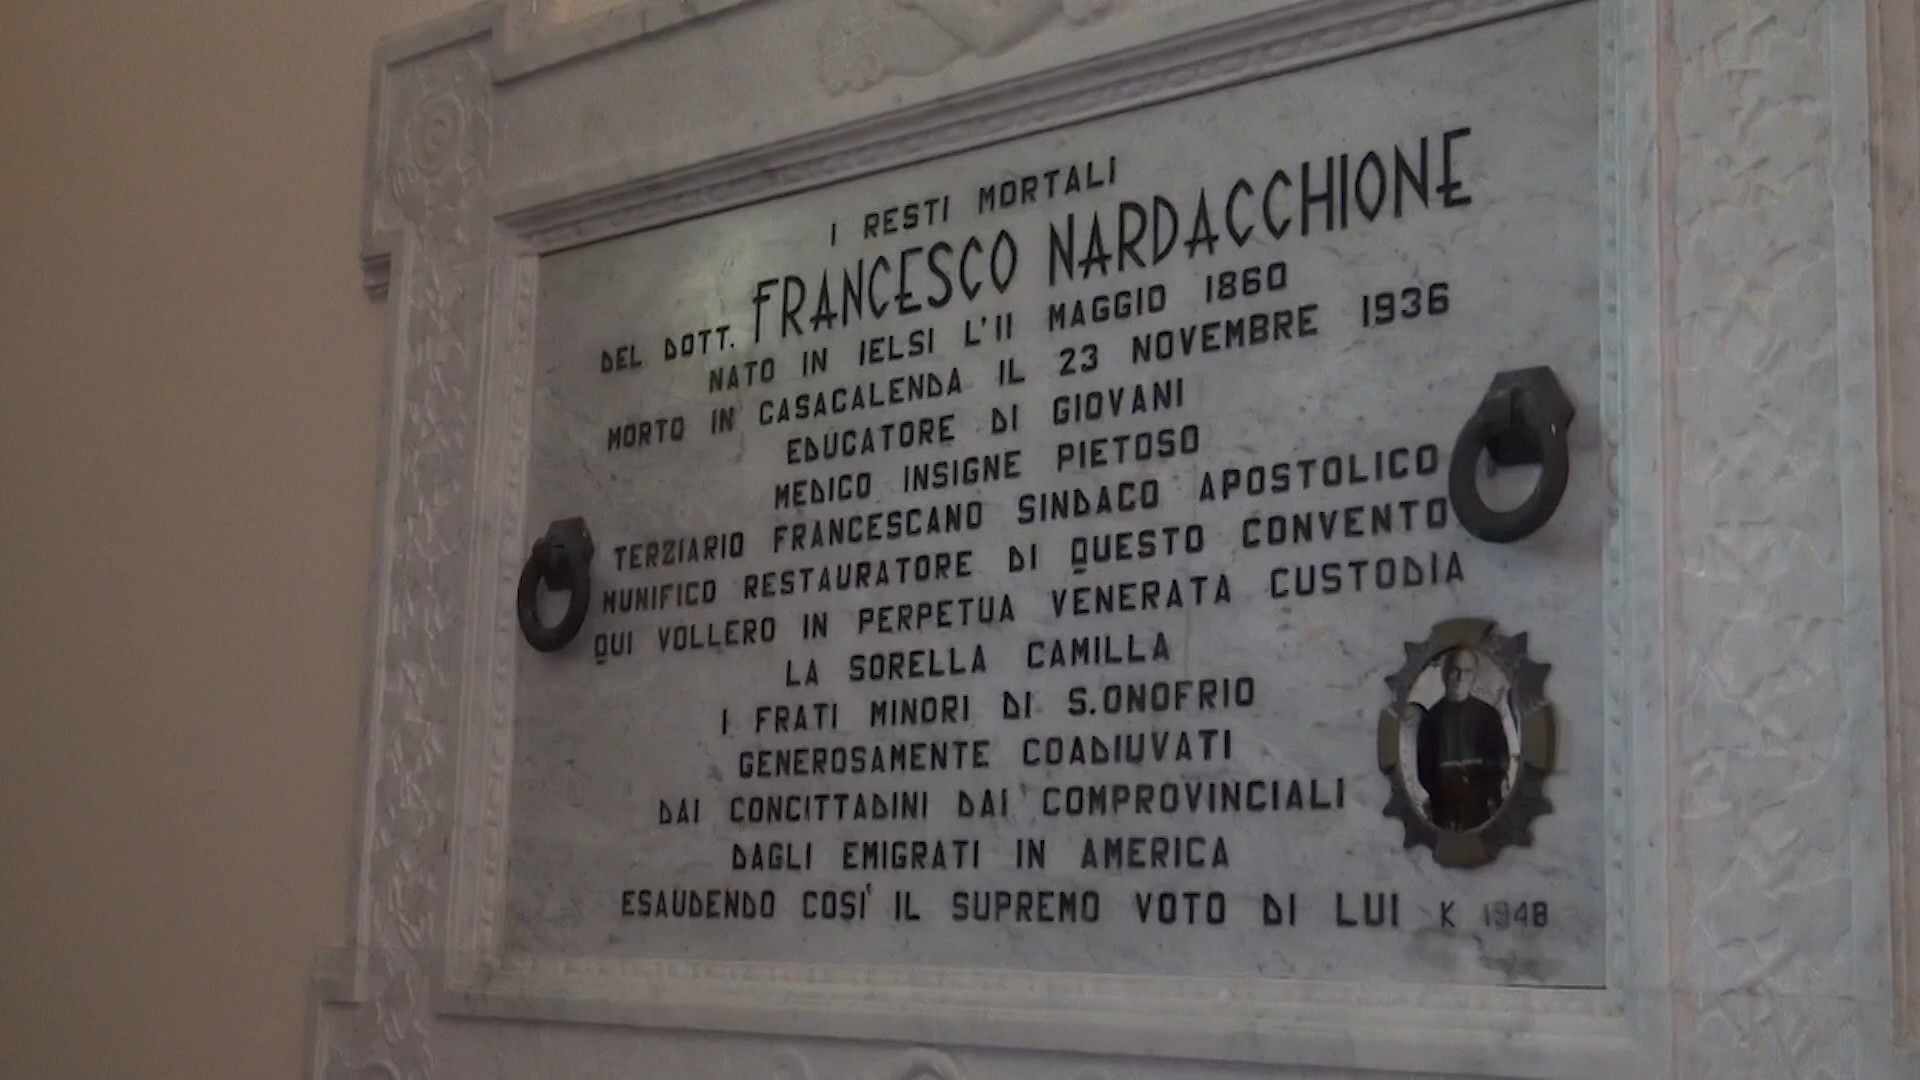 I RESTI MORTALI
DEL DOTT. FRANCESCO NARDACCHIONE
NATO IN IELSI L'11 MAGGIO 1860
MORTO IN CASACALENDA IL 23 NOVEMBRE 1936
EDUCATORE DI GIOVANI
MEDICO INSIGNE PIETOSO
TERZIARIO FRANCESCANO SINDACO APOSTOLICO
MUNIFICO RESTAURATORE DI QUESTO CONVENTO
QUI VOLLERO IN PERPETUA VENERATA CUSTODIA
LA SORELLA CAMILLA
I FRATI MINORI DI S. ONOFRIO
GENEROSAMENTE COADIUVATI
DAI CONCITTADINI DAI COMPROVINCIALI
DAGLI EMIGRATI IN AMERICA
ESAUDENDO COSI' IL SUPREMO VOTO DI LUI K 1948